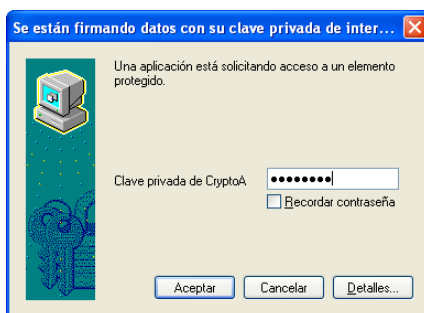 Se están firmando datos con su clave privada de inter...
Una aplicación está solicitando acceso a un elemento
protegido.
Clave privada de CryptoA
••••••••
Recordar contraseña
Aceptar
Cancelar
Detalles...